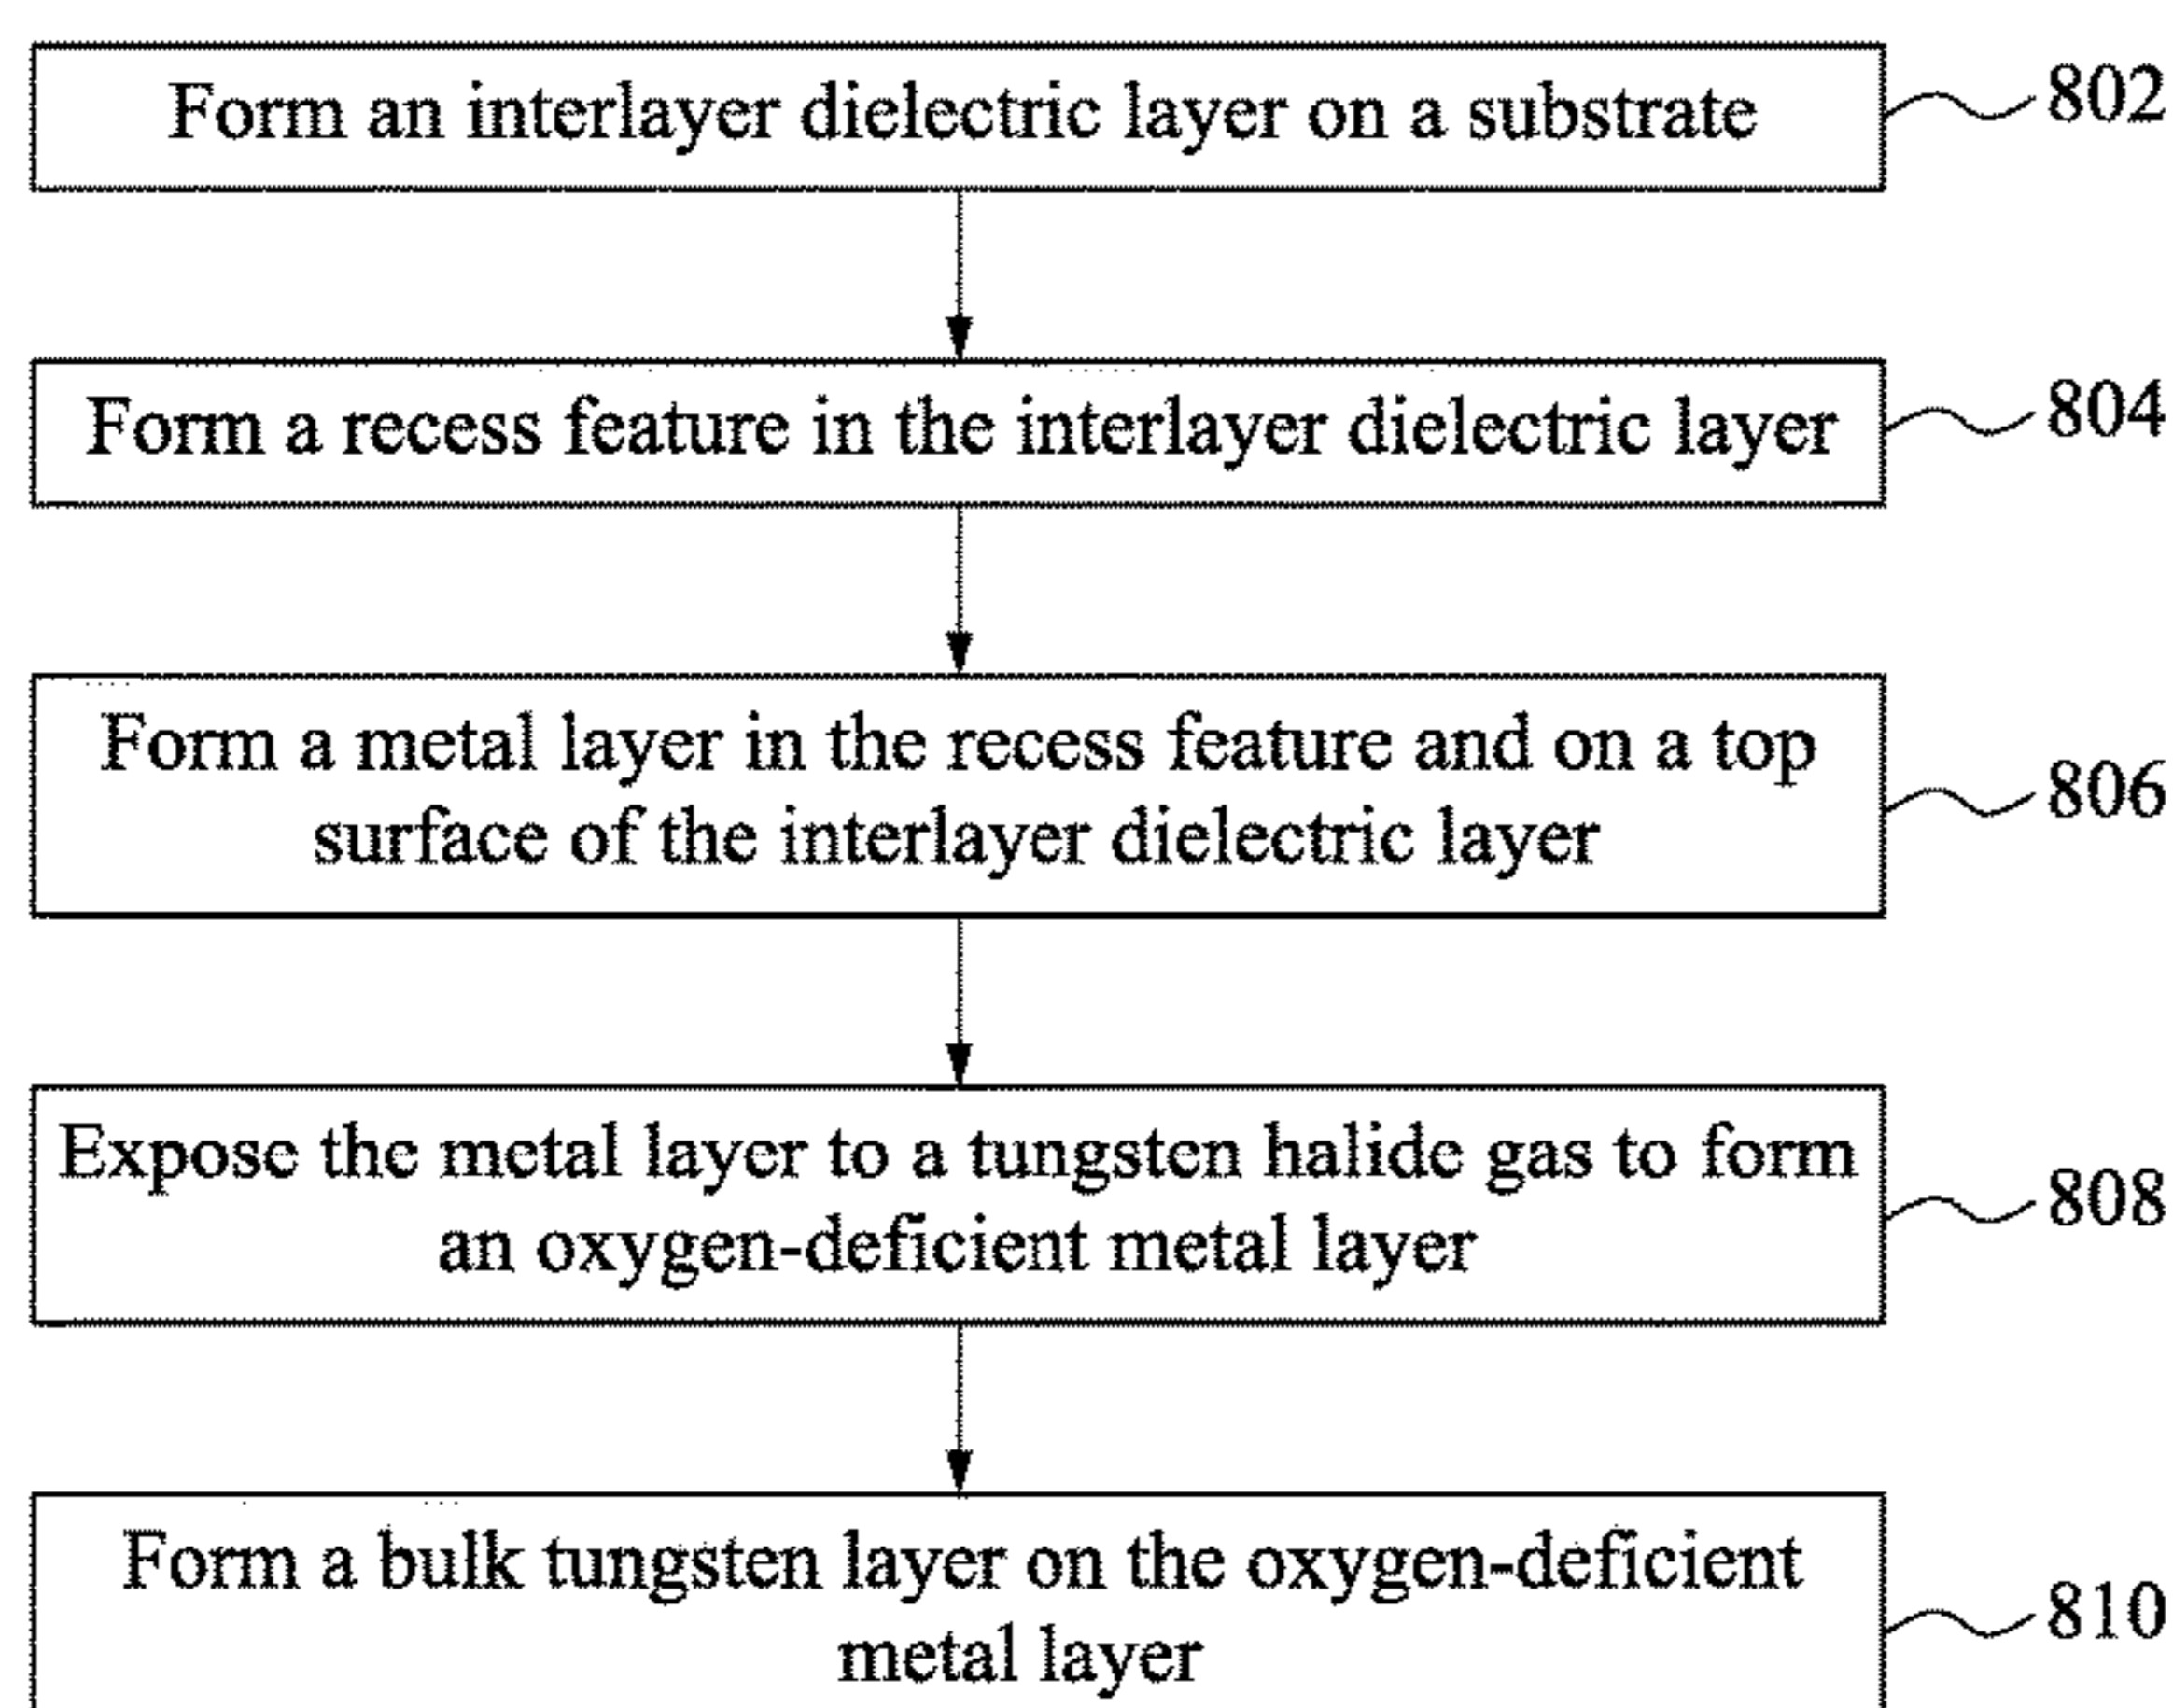 Form an interlayer dielectric layer on a substrate
802
Form a recess feature in the interlayer dielectric layer
804
Form a metal layer in the recess feature and on a top
surface of the interlayer dielectric layer
806
Expose the metal layer to a tungsten halide gas to form
an oxygen-deficient metal layer
808
Form a bulk tungsten layer on the oxygen-deficient
metal layer
810